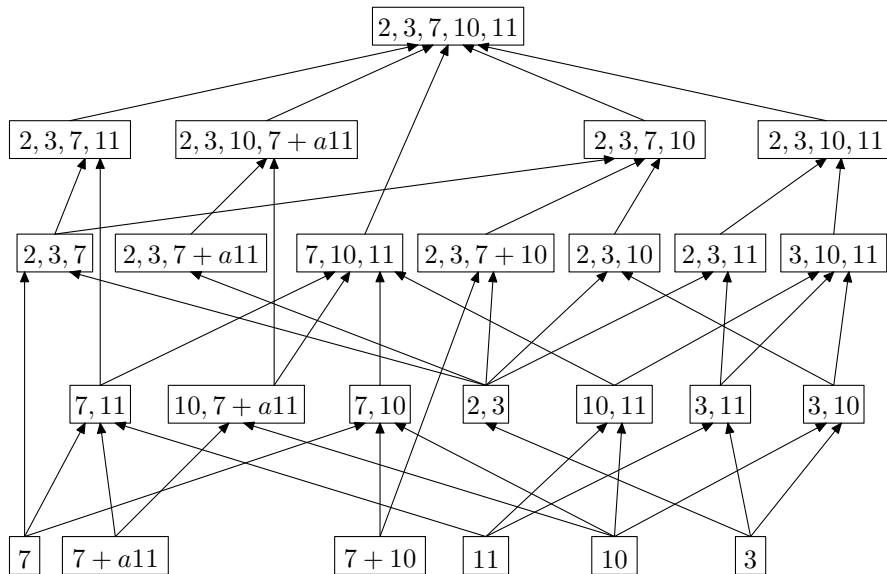 2, 3, 7, 10, 11
2, 3, 7, 11 2, 3, 10, 7 + a11 2, 3, 7, 10 2, 3, 10, 11
2, 3, 7 2, 3, 7 + a11 7, 10, 11 2, 3, 7 + 10 2, 3, 10 2, 3, 11 3, 10, 11
7, 11 10, 7 + a11 7, 10 2, 3 10, 11 3, 11 3, 10
7 7 + a11 7 + 10 11 10 3